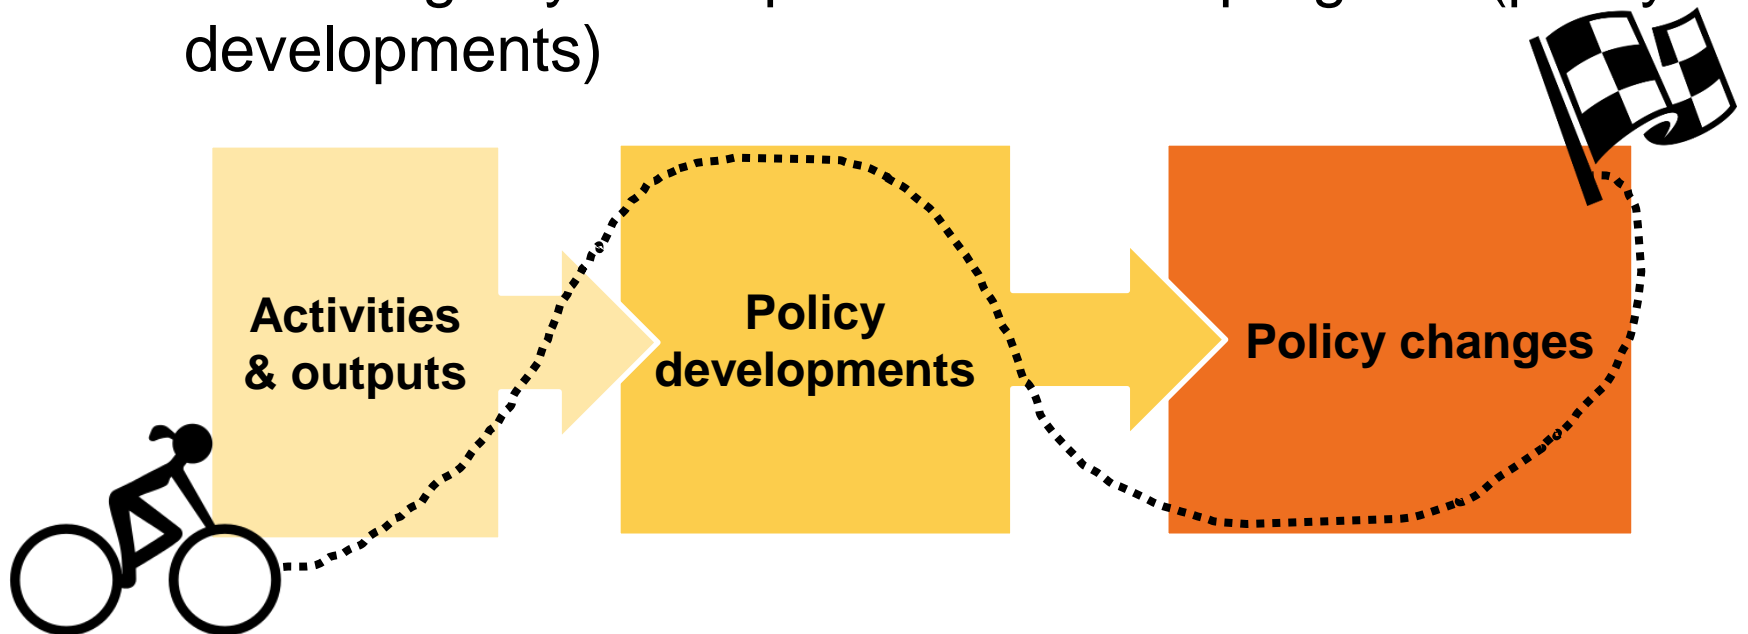 developments)
Activities
& outputs
Policy
developments
Policy changes